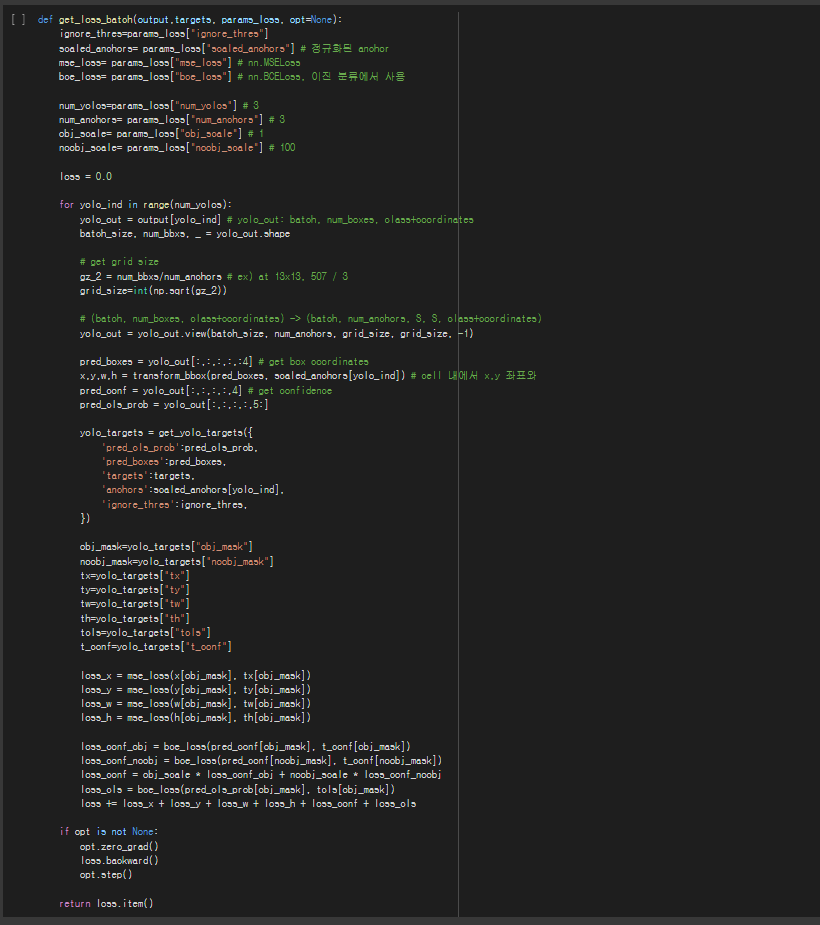 [ ] def get_loss_batch(output,targets, params_loss, opt=None):
ignore_thres=params_loss["ignore_thres"]
scaled_anchors= params_loss["scaled_anchors"] # 정규화된 anchor
mse_loss= params_loss["mse_loss"] # nn.MSELoss
bce_loss= params_loss["bce_loss"] # nn.BCELoss, 이진 분류에서 사용
num_yolos=params_loss["num_yolos"] # 3
num_anchors= params_loss["num_anchors"] # 3
obj_scale= params_loss["obj_scale"] # 1
noobj_scale= params_loss["noobj_scale"] # 100
loss = 0.0
for yolo_ind in range(num_yolos):
yolo_out = output[yolo_ind] # yolo_out: batch, num_boxes, class+coordinates
batch_size, num_bbxs, _ = yolo_out.shape
# get grid size
gz_2 = num_bbxs/num_anchors # ex) at 13x13, 507 / 3
grid_size=int(np.sqrt(gz_2))
# (batch, num_boxes, class+coordinates) -> (batch, num_anchors, S, S, class+coordinates)
yolo_out = yolo_out.view(batch_size, num_anchors, grid_size, grid_size, -1)
pred_boxes = yolo_out[:,:,:,:,:4] # get box coordinates
x,y,w,h = transform_bbox(pred_boxes, scaled_anchors[yolo_ind]) # cell 내에서 x,y 좌표와
pred_conf = yolo_out[:,:,:,:,4] # get confidence
pred_cls_prob = yolo_out[:,:,:,:,5:]
yolo_targets = get_yolo_targets({
'pred_cls_prob':pred_cls_prob,
'pred_boxes':pred_boxes,
'targets':targets,
'anchors':scaled_anchors[yolo_ind],
'ignore_thres':ignore_thres,
})
obj_mask=yolo_targets["obj_mask"]
noobj_mask=yolo_targets["noobj_mask"]
tx=yolo_targets["tx"]
ty=yolo_targets["ty"]
tw=yolo_targets["tw"]
th=yolo_targets["th"]
tcls=yolo_targets["tcls"]
t_conf=yolo_targets["t_conf"]
loss_x = mse_loss(x[obj_mask], tx[obj_mask])
loss_y = mse_loss(y[obj_mask], ty[obj_mask])
loss_w = mse_loss(w[obj_mask], tw[obj_mask])
loss_h = mse_loss(h[obj_mask], th[obj_mask])
loss_conf_obj = bce_loss(pred_conf[obj_mask], t_conf[obj_mask])
loss_conf_noobj = bce_loss(pred_conf[noobj_mask], t_conf[noobj_mask])
loss_conf = obj_scale * loss_conf_obj + noobj_scale * loss_conf_noobj
loss_cls = bce_loss(pred_cls_prob[obj_mask], tcls[obj_mask])
loss += loss_x + loss_y + loss_w + loss_h + loss_conf + loss_cls
if opt is not None:
opt.zero_grad()
loss.backward()
opt.step()
return loss.item()